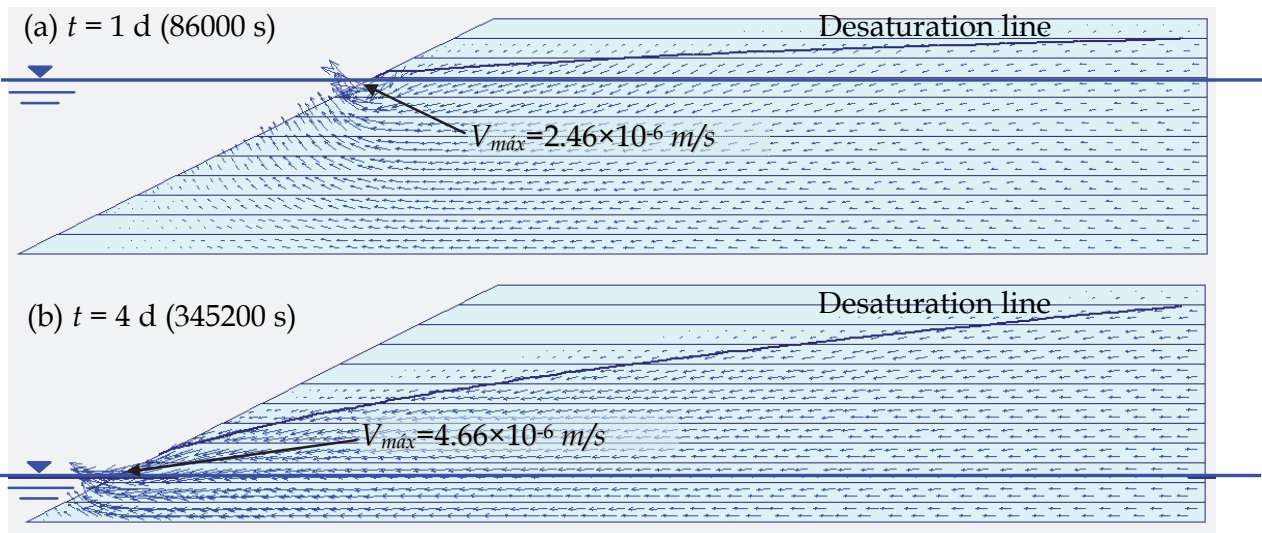 (a) t = 1 d (86000 s)
Desaturation line
Vmáx=2.46×10-6 m/s
(b) t = 4 d (345200 s)
Desaturation line
Vmáx=4.66×10-6 m/s